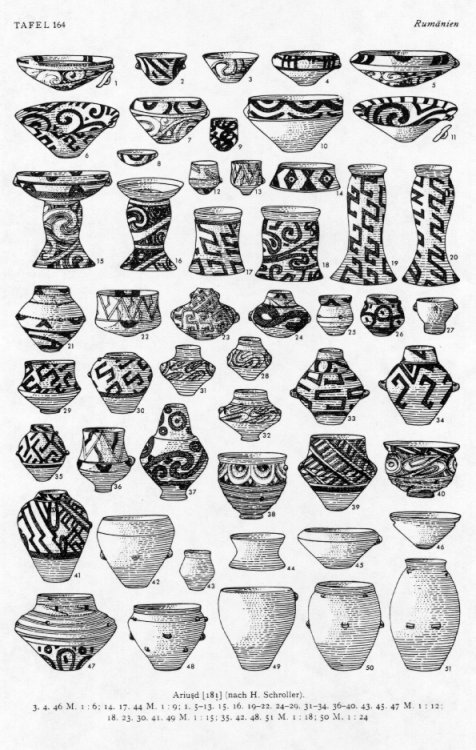 TAFEL 164 Rumänien
1 2 3 4 5
6 7 8 9 10 11
12 13 14
15 16 17 18 19 20
21 22 23 24 25 26 27
29 30 31 28 32 33 34
35 36 37 38 39 40
41 42 43 44 45 46
47 48 49 50 51
Ariușd [181] (nach H. Schroller).
3. 4. 46 M. 1 : 6; 14. 17. 44 M. 1 : 9; 1. 5–13. 15. 16. 19–22. 24–29. 31–34. 36–40. 43. 45. 47 M. 1 : 12;
18. 23. 30. 41. 49 M. 1 : 15; 35. 42. 48. 51 M. 1 : 18; 50 M. 1 : 24